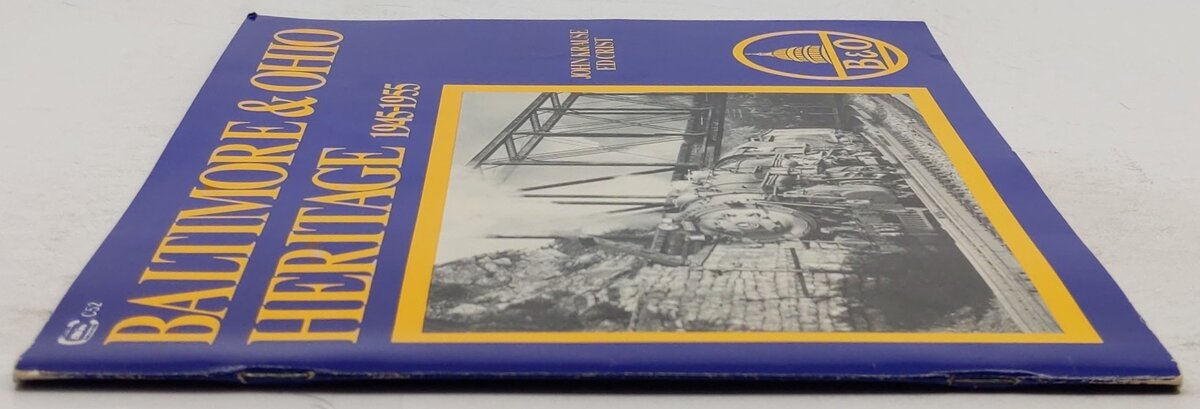 C52
BALTIMORE & OHIO
HERITAGE 1945-1955
JOHN KRAUSE
ED CRIST
B&O